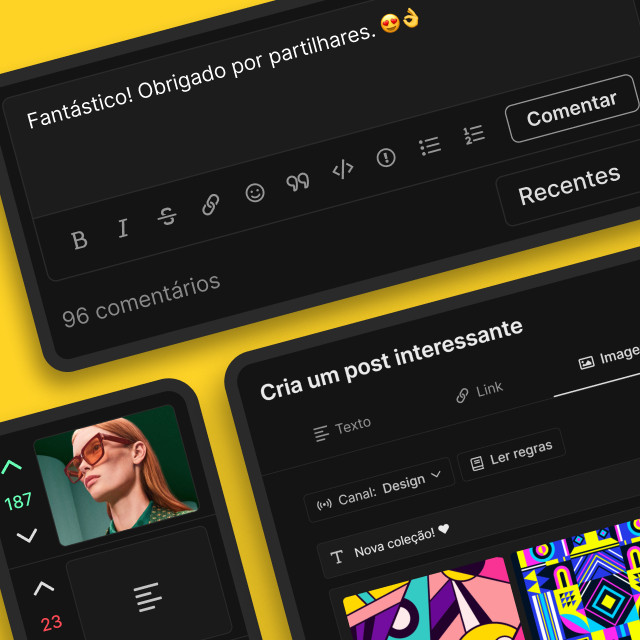 Fantástico! Obrigado por partilhares. 😍👌
B I S
Comentar
Recentes
96 comentários
Cria um post interessante
Texto
Link
Canal: Design
Ler regras
T Nova coleção! 🤍
187
23